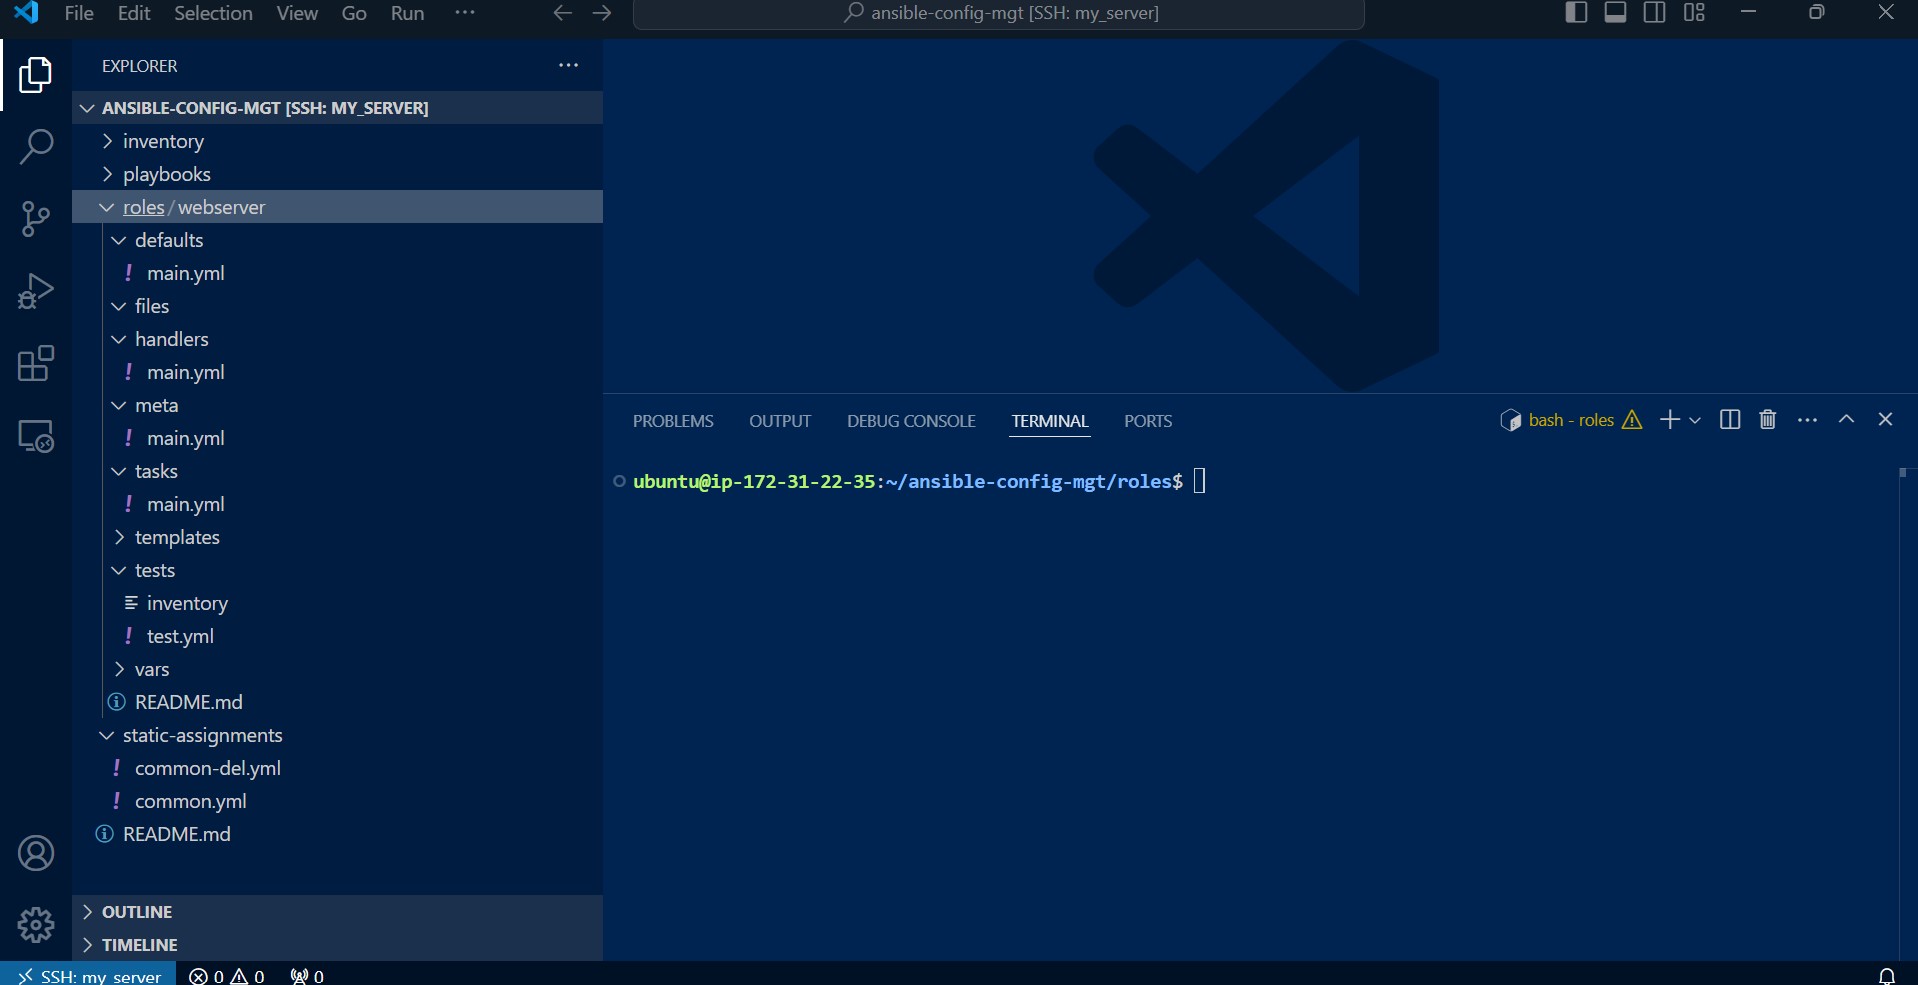 File Edit Selection View Go Run ··· ansible-config-mgt [SSH: my_server]
EXPLORER
ANSIBLE-CONFIG-MGT [SSH: MY_SERVER]
inventory
playbooks
roles / webserver
defaults
! main.yml
files
handlers
! main.yml
meta
! main.yml
tasks
! main.yml
templates
tests
inventory
! test.yml
vars
README.md
static-assignments
! common-del.yml
! common.yml
README.md
OUTLINE
TIMELINE
PROBLEMS OUTPUT DEBUG CONSOLE TERMINAL PORTS bash - roles
ubuntu@ip-172-31-22-35:~/ansible-config-mgt/roles$
SSH: my_server 0 0 0